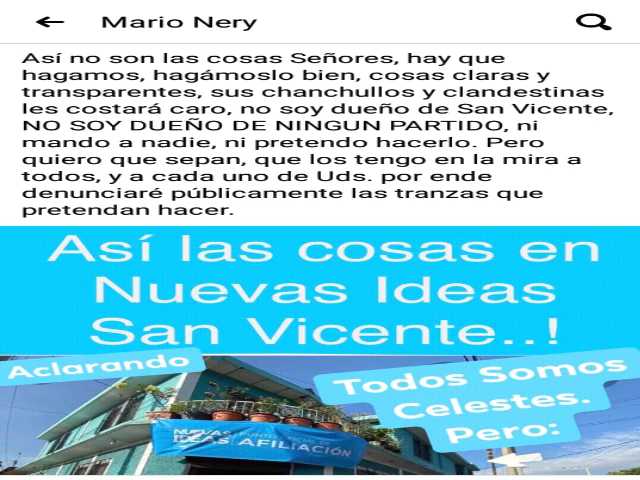 Mario Nery
Así no son las cosas Señores, hay que
hagamos, hagámoslo bien, cosas claras y
transparentes, sus chanchullos y clandestinas
les costará caro, no soy dueño de San Vicente,
NO SOY DUEÑO DE NINGUN PARTIDO, ni
mando a nadie, ni pretendo hacerlo. Pero
quiero que sepan, que los tengo en la mira a
todos, y a cada uno de Uds. por ende
denunciaré públicamente las tranzas que
pretendan hacer.
Así las cosas en
Nuevas Ideas
San Vicente..!
Aclarando
Todos Somos
Celestes.
Pero:
NUEVAS
IDEAS
AFILIACIÓN